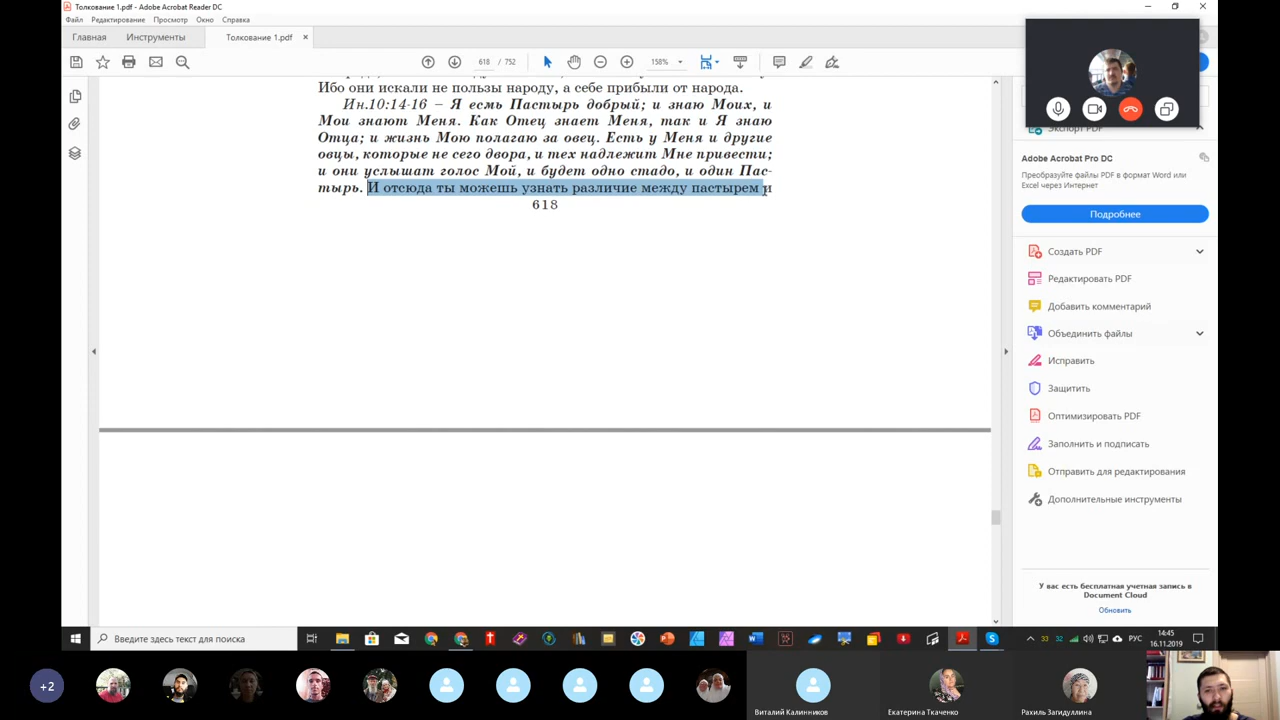 Толкование 1.pdf - Adobe Acrobat Reader DC
Файл Редактирование Просмотр Окно Справка
Главная Инструменты Толкование 1.pdf ×
618 752 158%
Ибо они искали не пользы народу, а себе прибыли от народа.
Ин.10:14-16 – Я есмь Пастырь добрый; и знаю Моих, и
Мои знают Меня. Как Отец знает Меня, так и Я знаю
Отца; и жизнь Мою полагаю за овец. Есть у Меня и другие
овцы, которые не сего двора, и тех надлежит Мне привести;
и они услышат голос Мой, и будет одно стадо, и один Пас-
тырь. И отсюда ты можешь узнать различие между пастырем и
618
Экспорт PDF
Adobe Acrobat Pro DC
Преобразуйте файлы PDF в формат Word или
Excel через Интернет
Подробнее
Создать PDF
Редактировать PDF
Добавить комментарий
Объединить файлы
Исправить
Защитить
Оптимизировать PDF
Заполнить и подписать
Отправить для редактирования
Дополнительные инструменты
У вас есть бесплатная учетная запись в
Document Cloud
Обновить
Введите здесь текст для поиска
33 32 РУС 14:45
16.11.2019
+2
Виталий Калинников Екатерина Ткаченко Рахиль Загидуллина